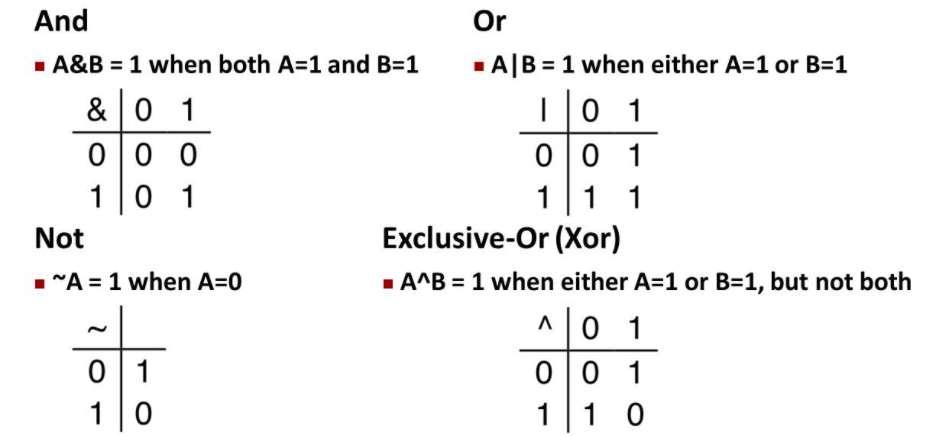 And
▪ A&B = 1 when both A=1 and B=1
& 0 1
0 0 0
1 0 1
Or
▪ A|B = 1 when either A=1 or B=1
| 0 1
0 0 1
1 1 1
Not
▪ ~A = 1 when A=0
~
0 1
1 0
Exclusive-Or (Xor)
▪ A^B = 1 when either A=1 or B=1, but not both
^ 0 1
0 0 1
1 1 0